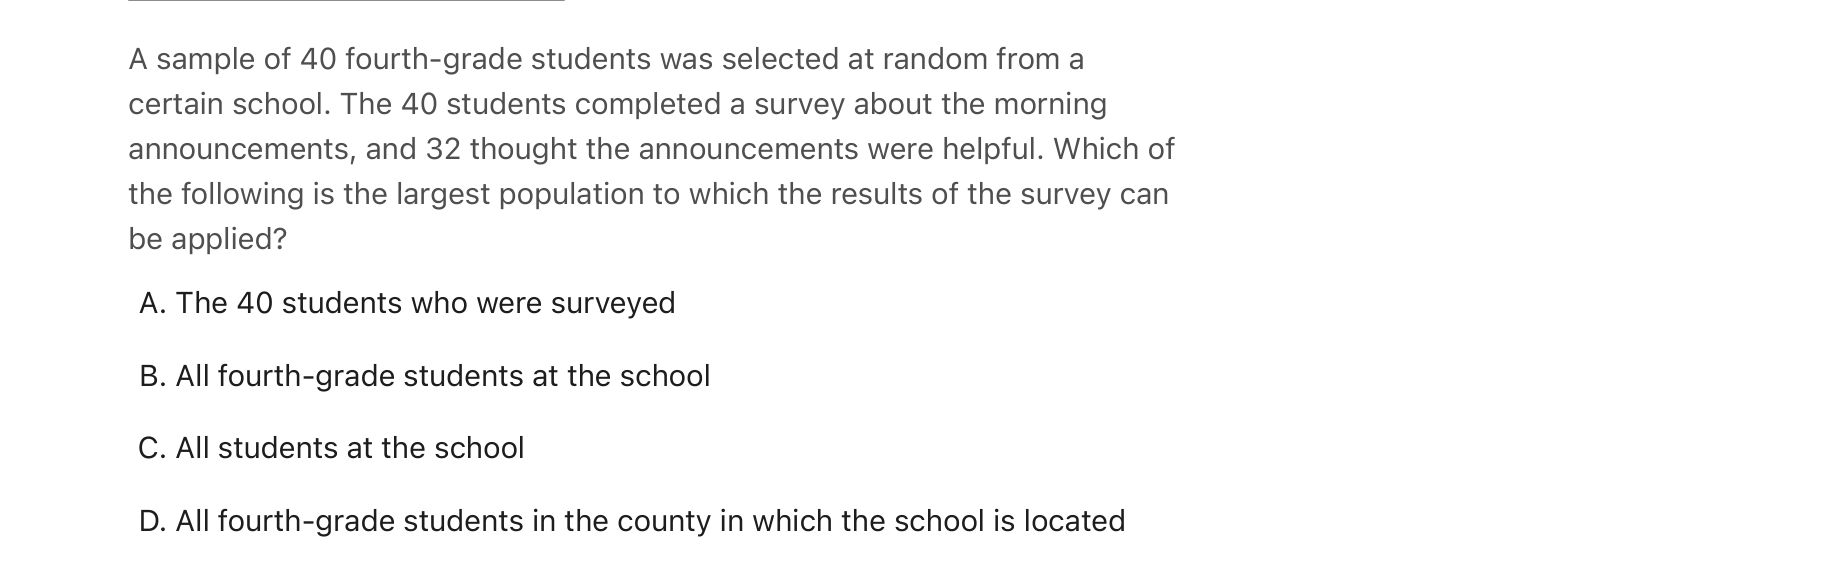 A sample of 40 fourth-grade students was selected at random from a
certain school. The 40 students completed a survey about the morning
announcements, and 32 thought the announcements were helpful. Which of
the following is the largest population to which the results of the survey can
be applied?
A. The 40 students who were surveyed
B. All fourth-grade students at the school
C. All students at the school
D. All fourth-grade students in the county in which the school is located